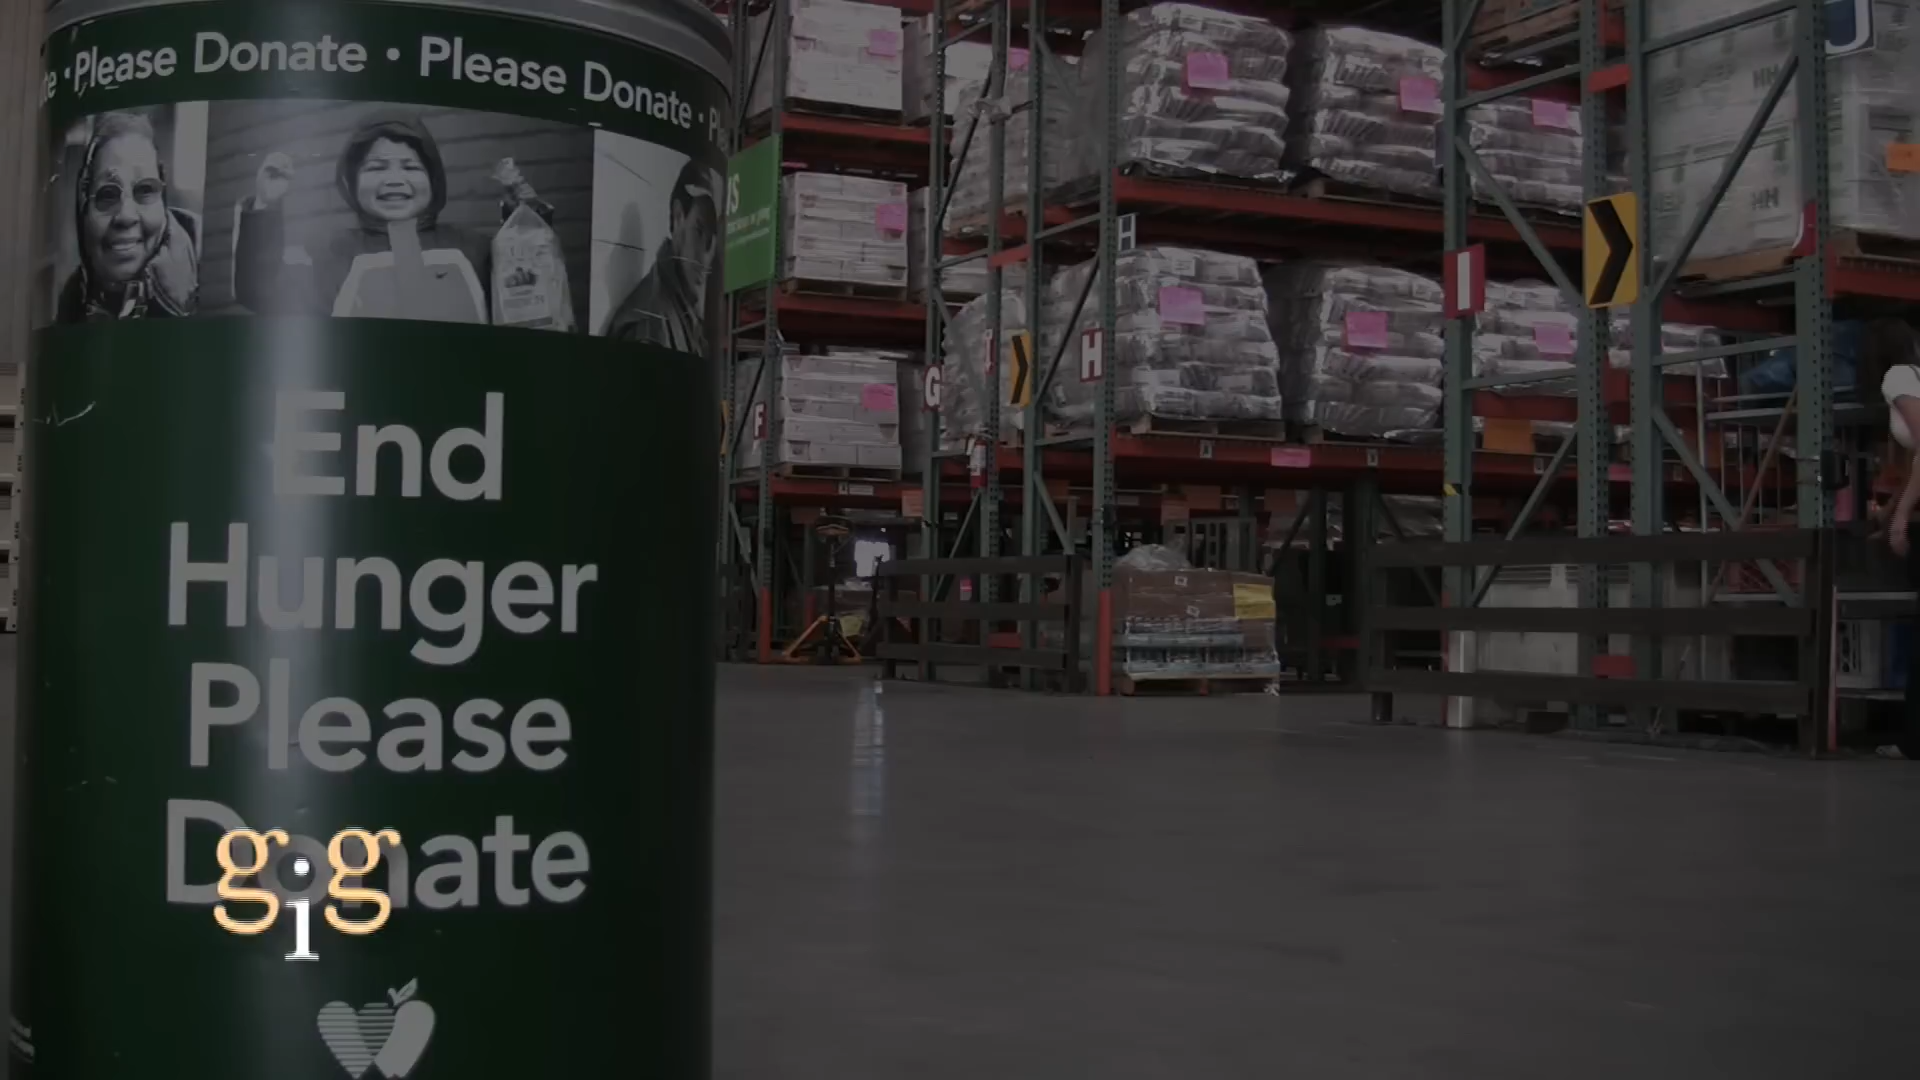 Please Donate • Please Donate •
End
Hunger
Please
Donate
gig
F
G
H
H
I